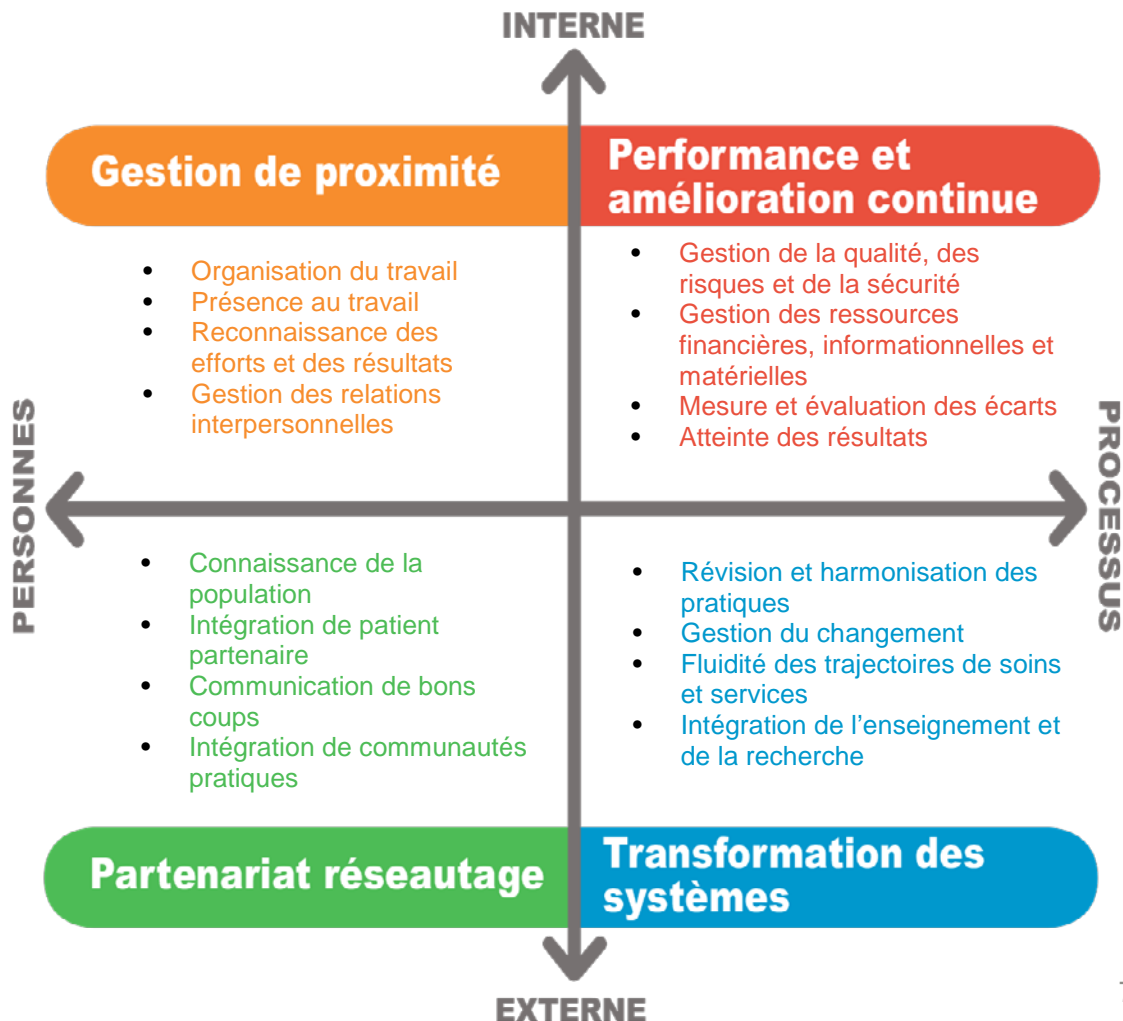 INTERNE
Gestion de proximité
Performance et
amélioration continue
• Organisation du travail
• Présence au travail
• Reconnaissance des
efforts et des résultats
• Gestion des relations
interpersonnelles
• Gestion de la qualité, des
risques et de la sécurité
• Gestion des ressources
financières, informationnelles et
matérielles
• Mesure et évaluation des écarts
• Atteinte des résultats
PERSONNES
PROCESSUS
• Connaissance de la
population
• Intégration de patient
partenaire
• Communication de bons
coups
• Intégration de communautés
pratiques
• Révision et harmonisation des
pratiques
• Gestion du changement
• Fluidité des trajectoires de soins
et services
• Intégration de l’enseignement et
de la recherche
Partenariat réseautage
Transformation des
systèmes
EXTERNE